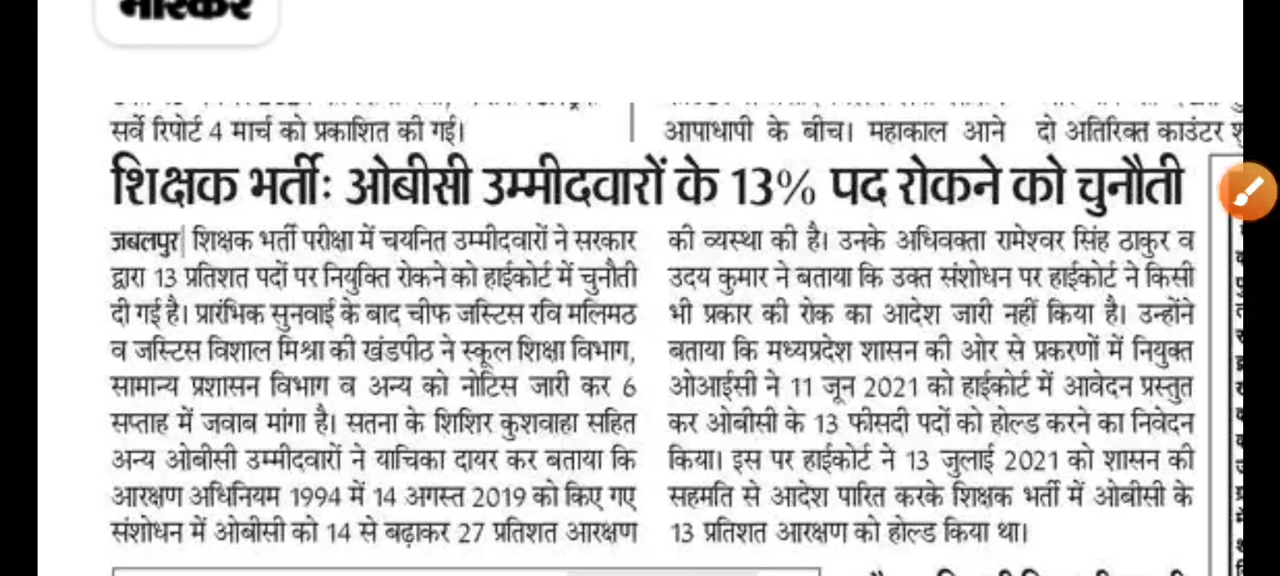 भास्कर
सर्वे रिपोर्ट 4 मार्च को प्रकाशित की गई।
आपाधापी के बीच। महाकाल आने
दो अतिरिक्त काउंटर
शिक्षक भर्ती: ओबीसी उम्मीदवारों के 13% पद रोकने को चुनौती
जबलपुर| शिक्षक भर्ती परीक्षा में चयनित उम्मीदवारों ने सरकार
द्वारा 13 प्रतिशत पदों पर नियुक्ति रोकने को हाईकोर्ट में चुनौती
दी गई है। प्रारंभिक सुनवाई के बाद चीफ जस्टिस रवि मलिमठ
व जस्टिस विशाल मिश्रा की खंडपीठ ने स्कूल शिक्षा विभाग,
सामान्य प्रशासन विभाग व अन्य को नोटिस जारी कर 6
सप्ताह में जवाब मांगा है। सतना के शिशिर कुशवाहा सहित
अन्य ओबीसी उम्मीदवारों ने याचिका दायर कर बताया कि
आरक्षण अधिनियम 1994 में 14 अगस्त 2019 को किए गए
संशोधन में ओबीसी को 14 से बढ़ाकर 27 प्रतिशत आरक्षण
की व्यस्था की है। उनके अधिवक्ता रामेश्वर सिंह ठाकुर व
उदय कुमार ने बताया कि उक्त संशोधन पर हाईकोर्ट ने किसी
भी प्रकार की रोक का आदेश जारी नहीं किया है। उन्होंने
बताया कि मध्यप्रदेश शासन की ओर से प्रकरणों में नियुक्त
ओआईसी ने 11 जून 2021 को हाईकोर्ट में आवेदन प्रस्तुत
कर ओबीसी के 13 फीसदी पदों को होल्ड करने का निवेदन
किया। इस पर हाईकोर्ट ने 13 जुलाई 2021 को शासन की
सहमति से आदेश पारित करके शिक्षक भर्ती में ओबीसी के
13 प्रतिशत आरक्षण को होल्ड किया था।